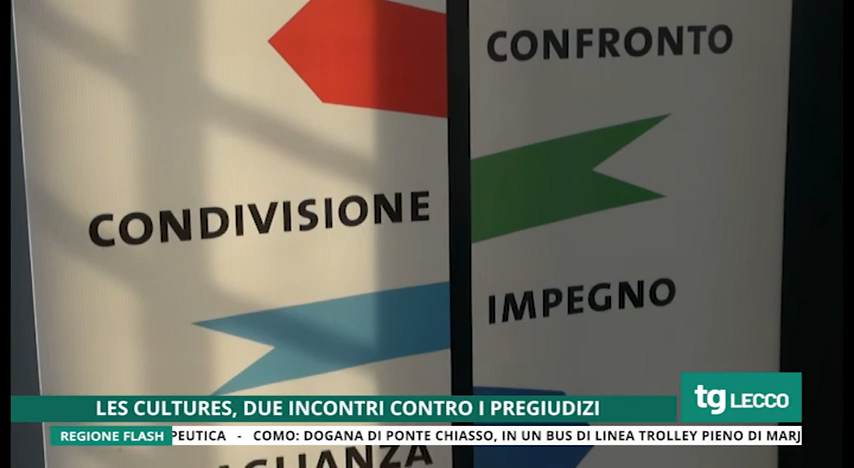 CONFRONTO
CONDIVISIONE
IMPEGNO
LES CULTURES, DUE INCONTRI CONTRO I PREGIUDIZI
tg LECCO
REGIONE FLASH
PEUTICA - COMO: DOGANA DI PONTE CHIASSO, IN UN BUS DI LINEA TROLLEY PIENO DI MARJ